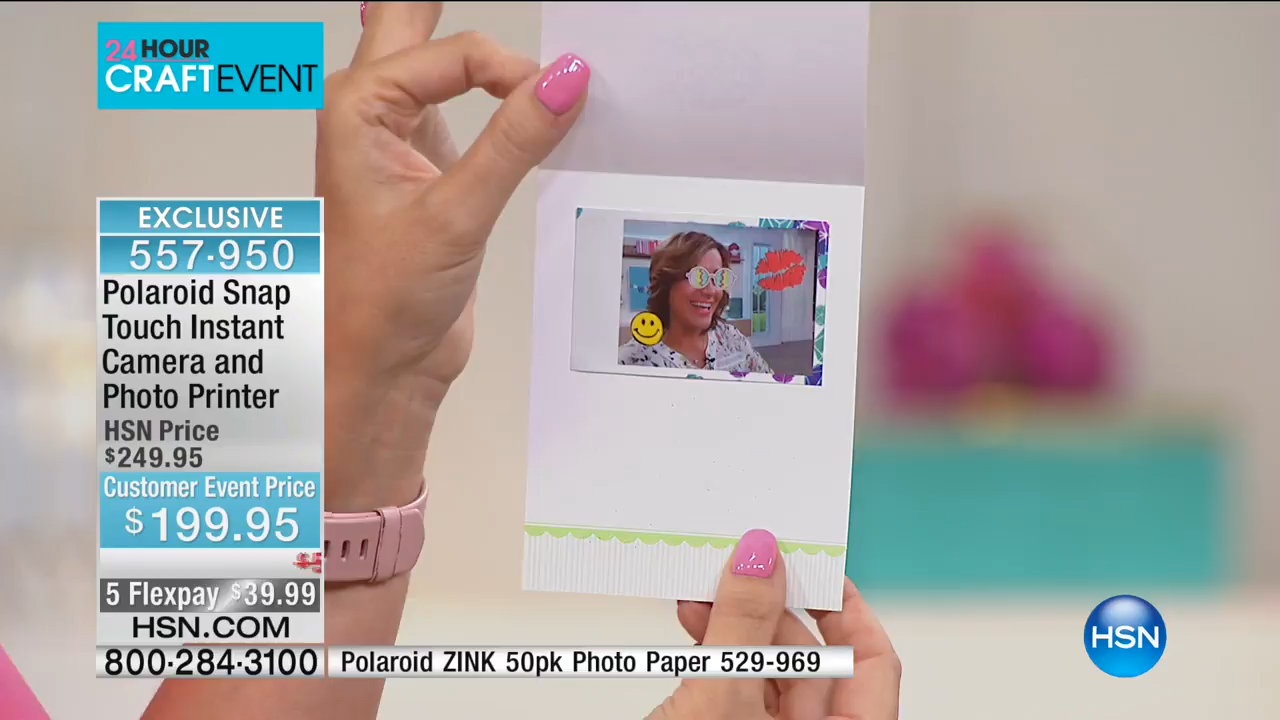 24 HOUR
CRAFTEVENT
EXCLUSIVE
557-950
Polaroid Snap
Touch Instant
Camera and
Photo Printer
HSN Price
$249.95
Customer Event Price
$199.95
5 Flexpay $39.99
HSN.COM
800-284-3100
Polaroid ZINK 50pk Photo Paper 529-969
HSN